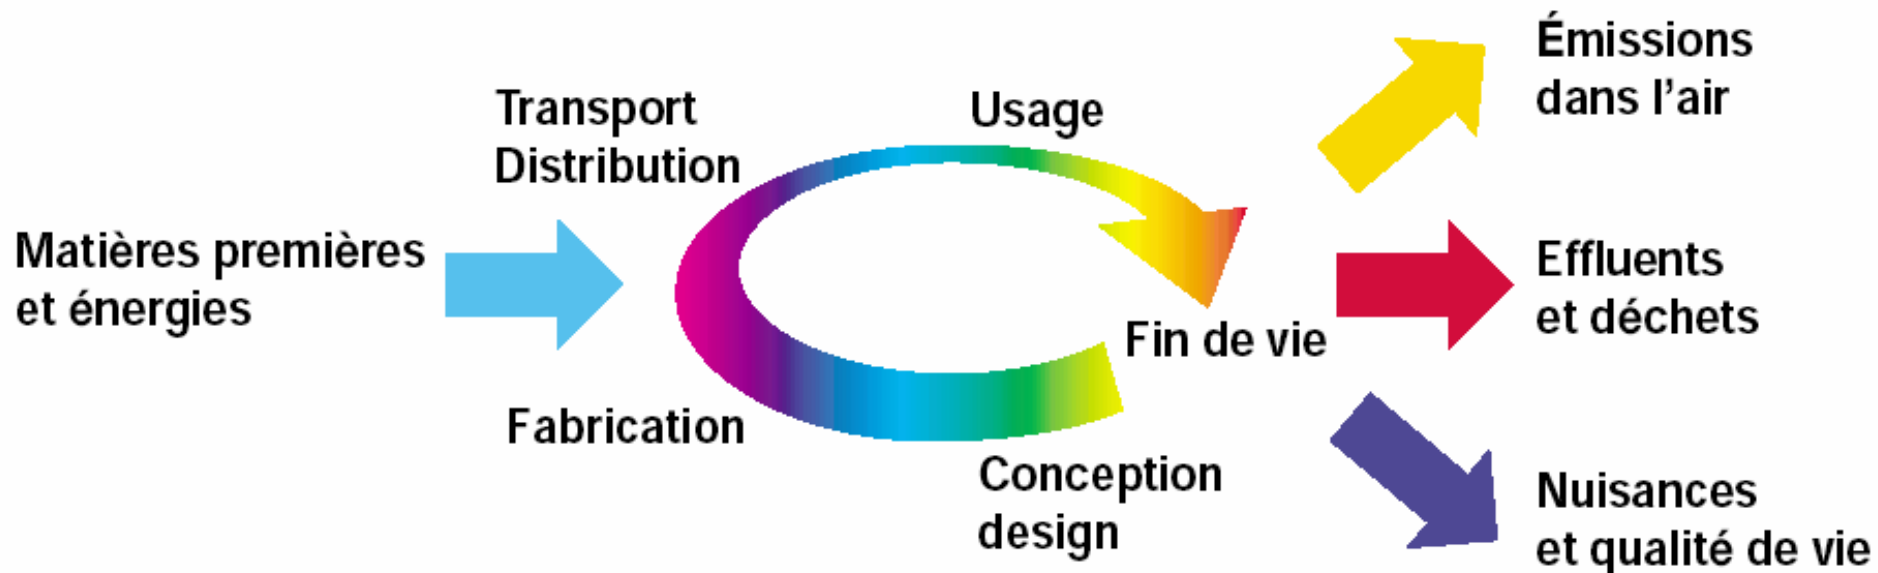 Matières premières
et énergies
Transport
Distribution
Usage
Fabrication
Conception
design
Fin de vie
Émissions
dans l'air
Effluents
et déchets
Nuisances
et qualité de vie